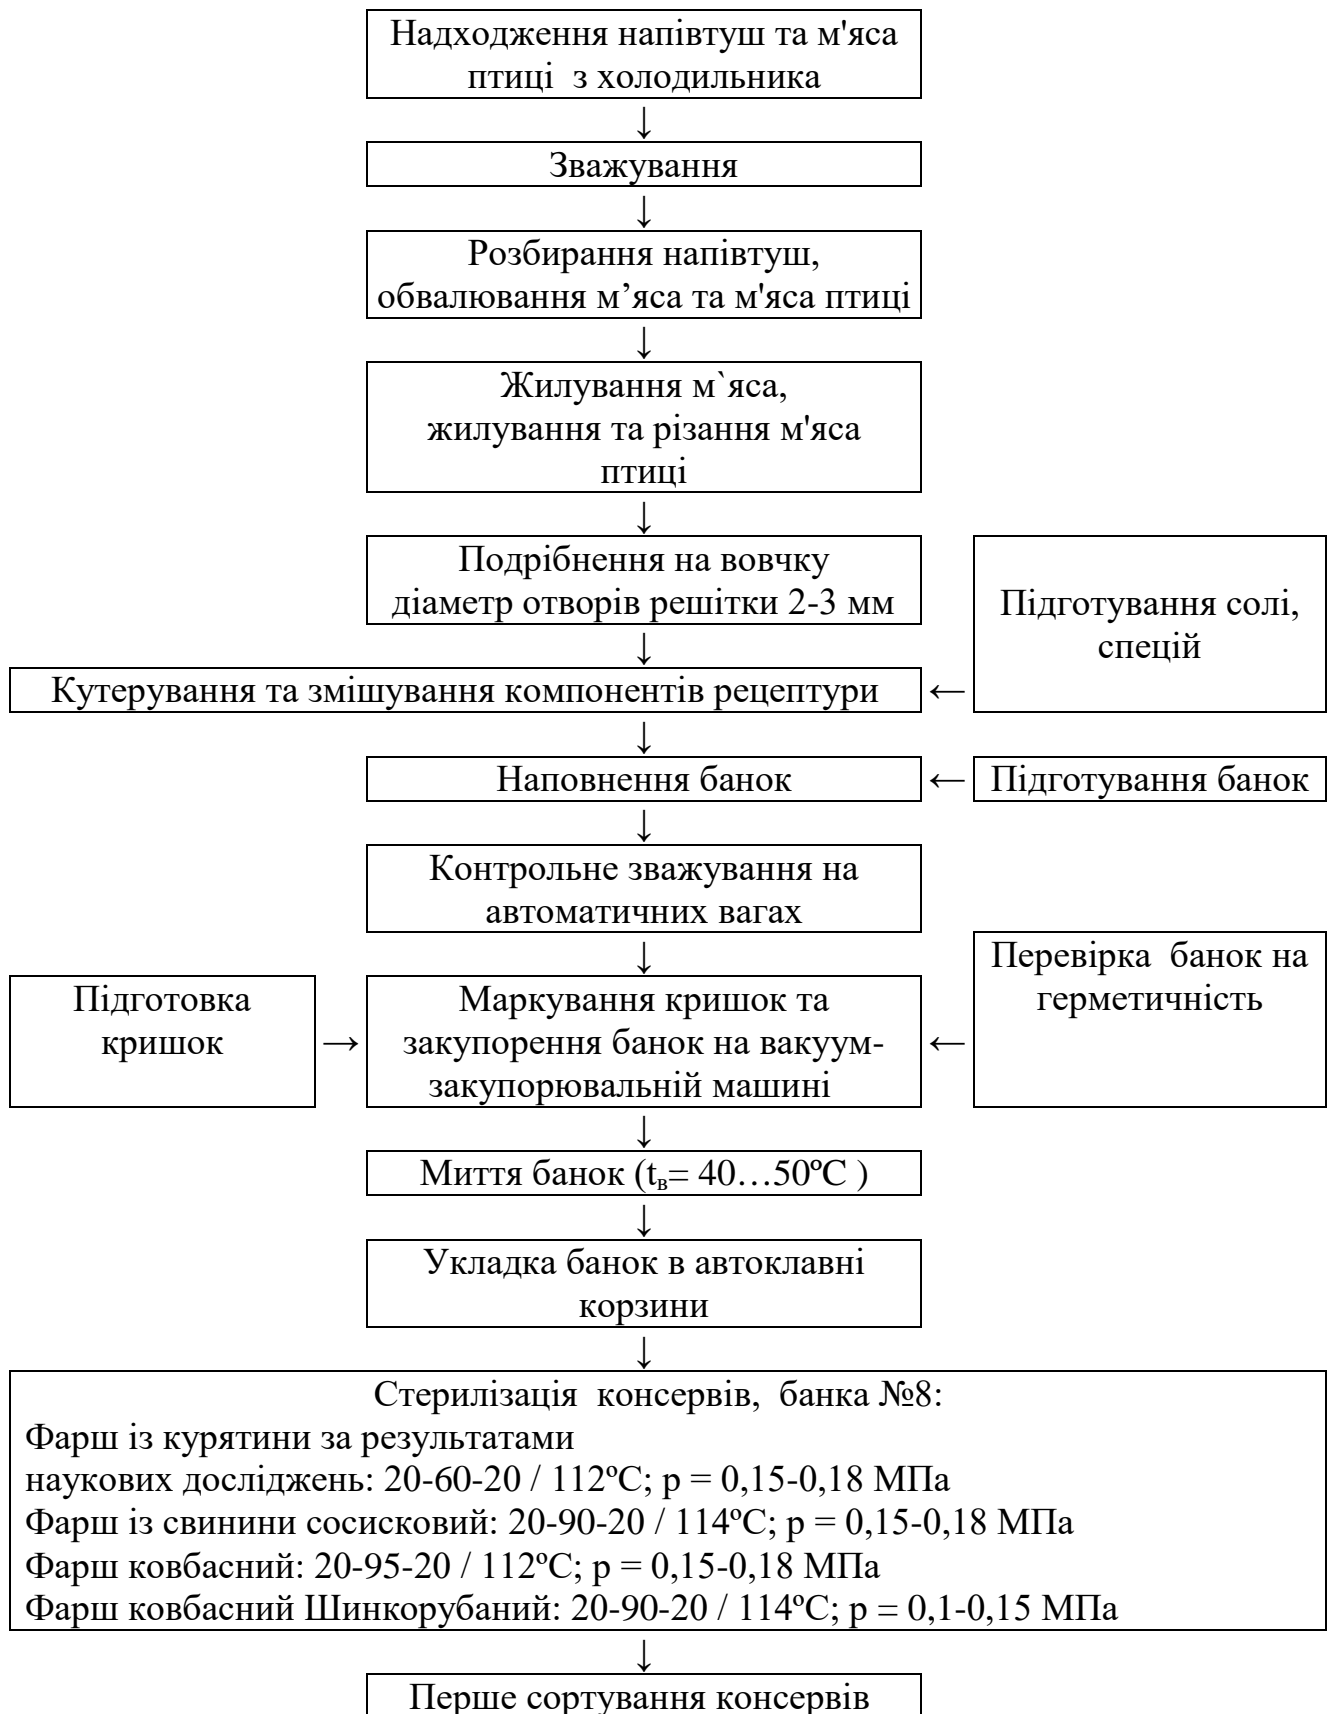 Надходження напівтуш та м'яса
птиці з холодильника
↓
Зважування
↓
Розбирання напівтуш,
обвалювання м’яса та м'яса птиці
↓
Жилування м`яса,
жилування та різання м'яса
птиці
↓
Подрібнення на вовчку
діаметр отворів решітки 2-3 мм
Підготування солі,
спецій
↓
Кутерування та змішування компонентів рецептури
←
↓
Наповнення банок
←
Підготування банок
↓
Контрольне зважування на
автоматичних вагах
↓
Підготовка
кришок
→
Маркування кришок та
закупорення банок на вакуум-
закупорювальній машині
←
Перевірка банок на
герметичність
↓
Миття банок (tв= 40…50ºС )
↓
Укладка банок в автоклавні
корзини
↓
Стерилізація консервів, банка №8:
Фарш із курятини за результатами
наукових досліджень: 20-60-20 / 112ºС; р = 0,15-0,18 МПа
Фарш із свинини сосисковий: 20-90-20 / 114ºС; р = 0,15-0,18 МПа
Фарш ковбасний: 20-95-20 / 112ºС; р = 0,15-0,18 МПа
Фарш ковбасний Шинкорубаний: 20-90-20 / 114ºС; р = 0,1-0,15 МПа
↓
Перше сортування консервів